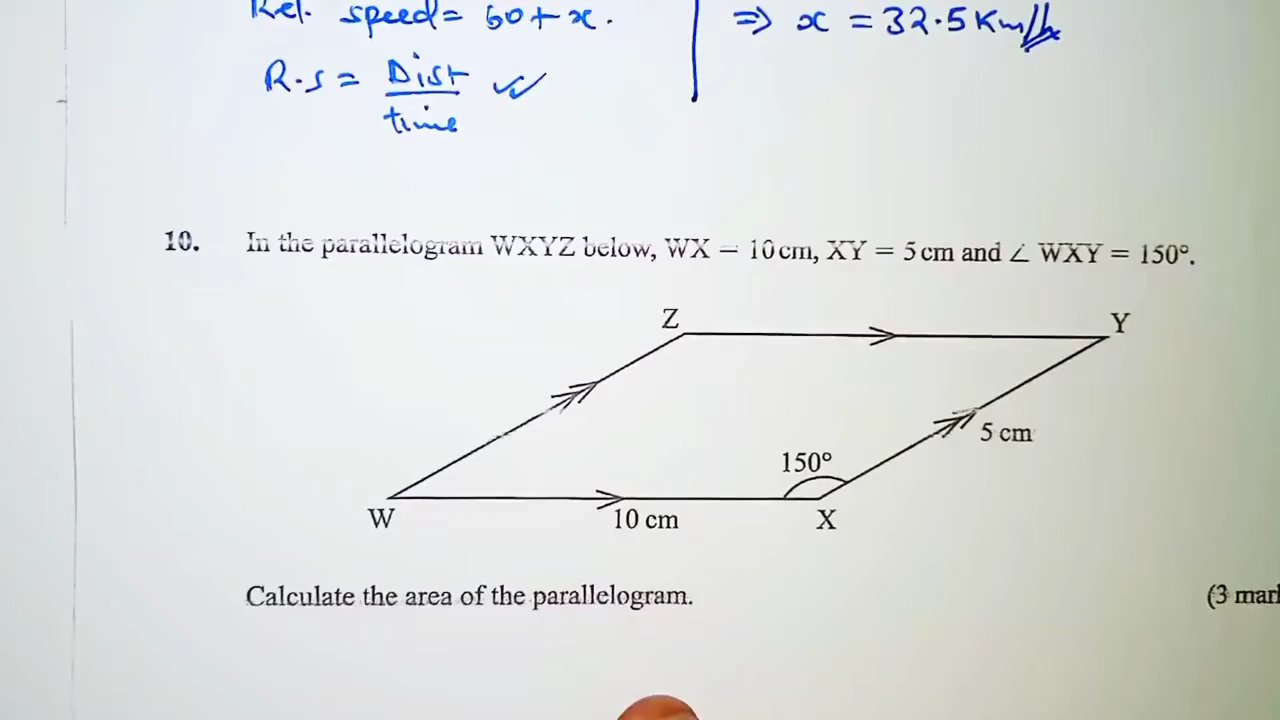 Rel. speed = 60 + x.
⇒ x = 32.5 Km/h
R.S = Dist
time
10. In the parallelogram WXYZ below, WX = 10 cm, XY = 5 cm and ∠ WXY = 150°.
Z
Y
5 cm
150°
W
10 cm
X
Calculate the area of the parallelogram.
(3